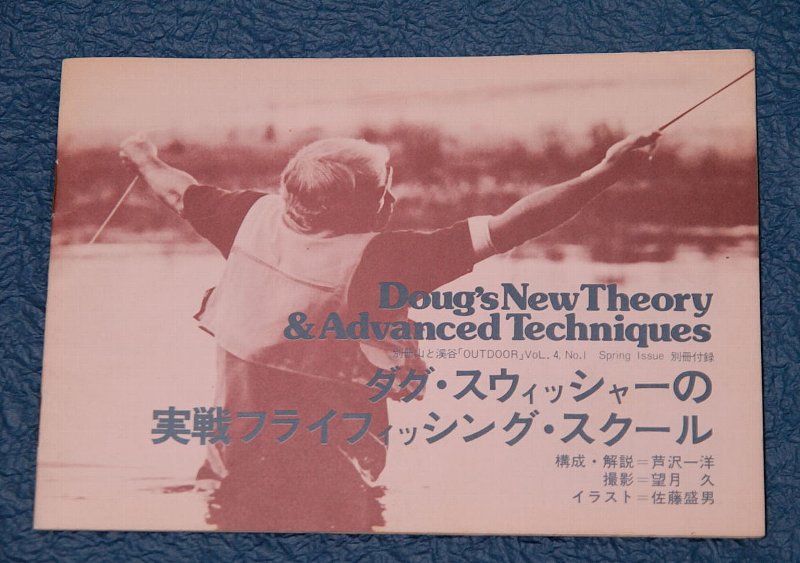 Doug's New Theory
& Advanced Techniques
別冊山と溪谷「OUTDOOR」VoL. 4, No.1 Spring Issue 別冊付録
ダグ・スウィッシャーの
実戦フライフィッシング・スクール
構成・解説＝芦沢一洋
撮影＝望月 久
イラスト＝佐藤盛男